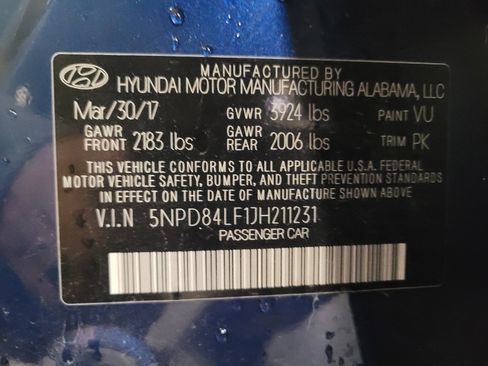 MANUFACTURED BY
HYUNDAI MOTOR MANUFACTURING ALABAMA, LLC
Mar/30/17 GVWR 3924 lbs PAINT VU
GAWR FRONT 2183 lbs GAWR REAR 2006 lbs TRIM PK
THIS VEHICLE CONFORMS TO ALL APPLICABLE U.S.A. FEDERAL
MOTOR VEHICLE SAFETY, BUMPER, AND THEFT PREVENTION STANDARDS
IN EFFECT ON THE DATE OF MANUFACTURE SHOWN ABOVE.
V.I.N 5NPD84LF1JH211231
PASSENGER CAR